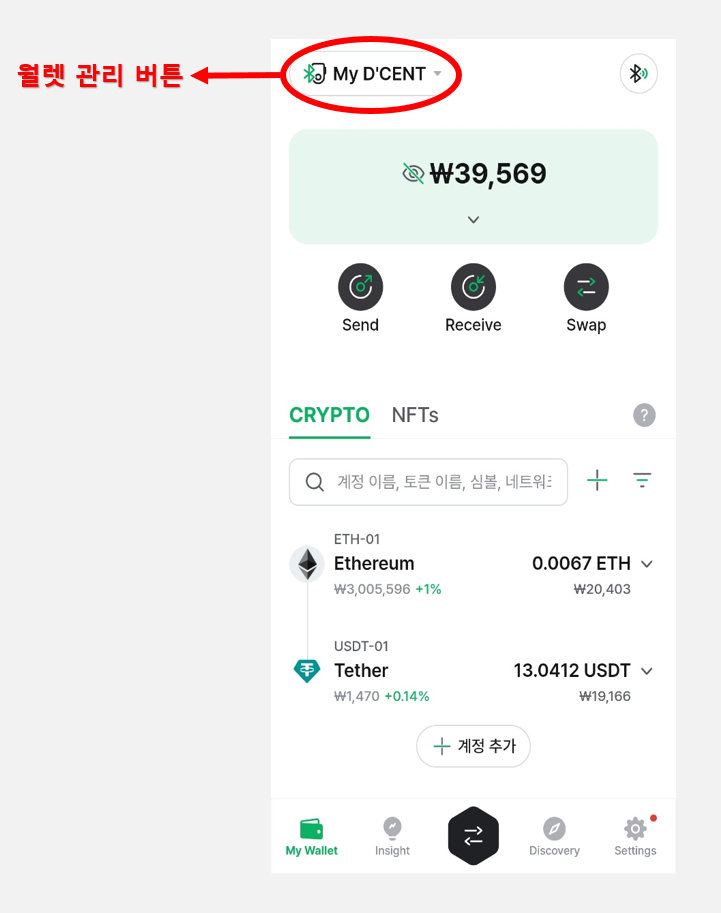 월렛 관리 버튼
My D'CENT
₩39,569
Send
Receive
Swap
CRYPTO
NFTs
?
계정 이름, 토큰 이름, 심볼, 네트워크
ETH-01
Ethereum
0.0067 ETH
₩3,005,596 +1%
₩20,403
USDT-01
Tether
13.0412 USDT
₩1,470 +0.14%
₩19,166
계정 추가
My Wallet
Insight
Discovery
Settings